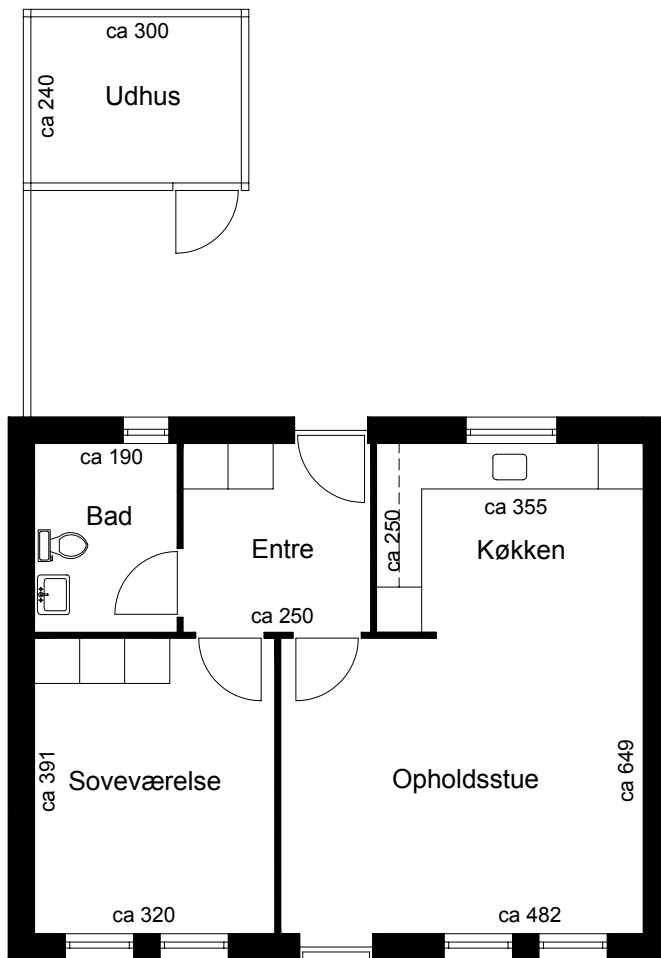 ca 300
Udhus
ca 240
ca 190
Bad
Entre
ca 250
ca 250
ca 355
Køkken
Soveværelse
ca 391
ca 320
Opholdsstue
ca 649
ca 482